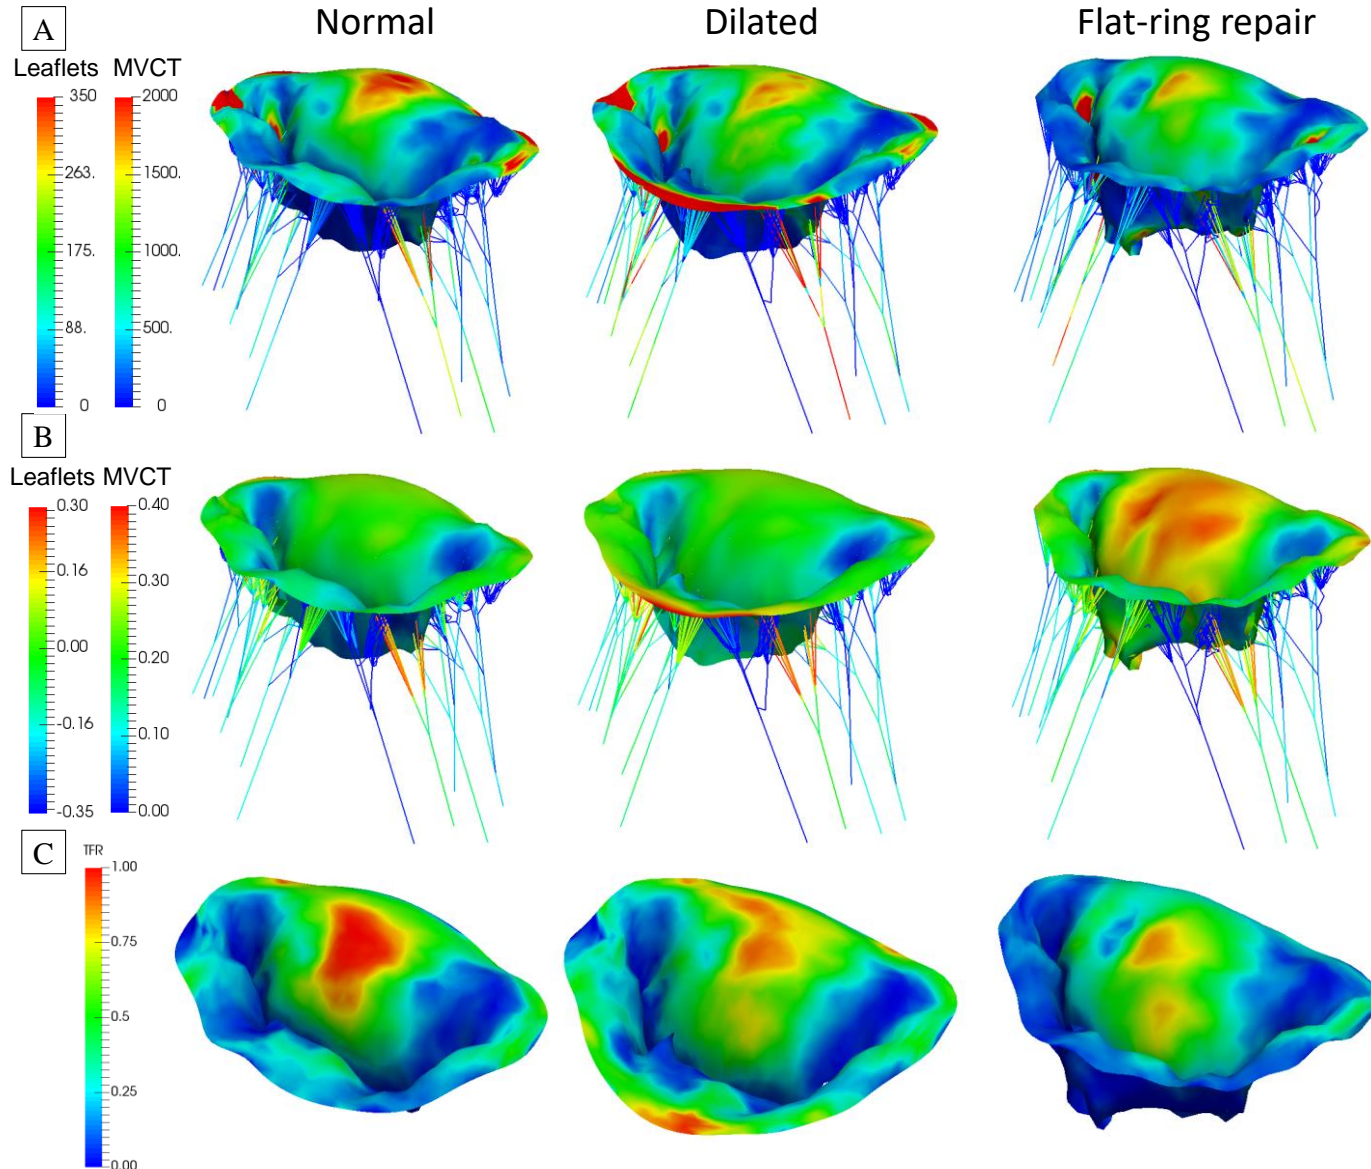 A
Normal
Dilated
Flat-ring repair
Leaflets MVCT
350 2000
263. 1500.
175. 1000.
88. 500.
0 0
B
Leaflets MVCT
0.30 0.40
0.16 0.30
0.00 0.20
-0.16 0.10
-0.35 0.00
C
TFR
1.00
0.75
0.5
0.25
0.00